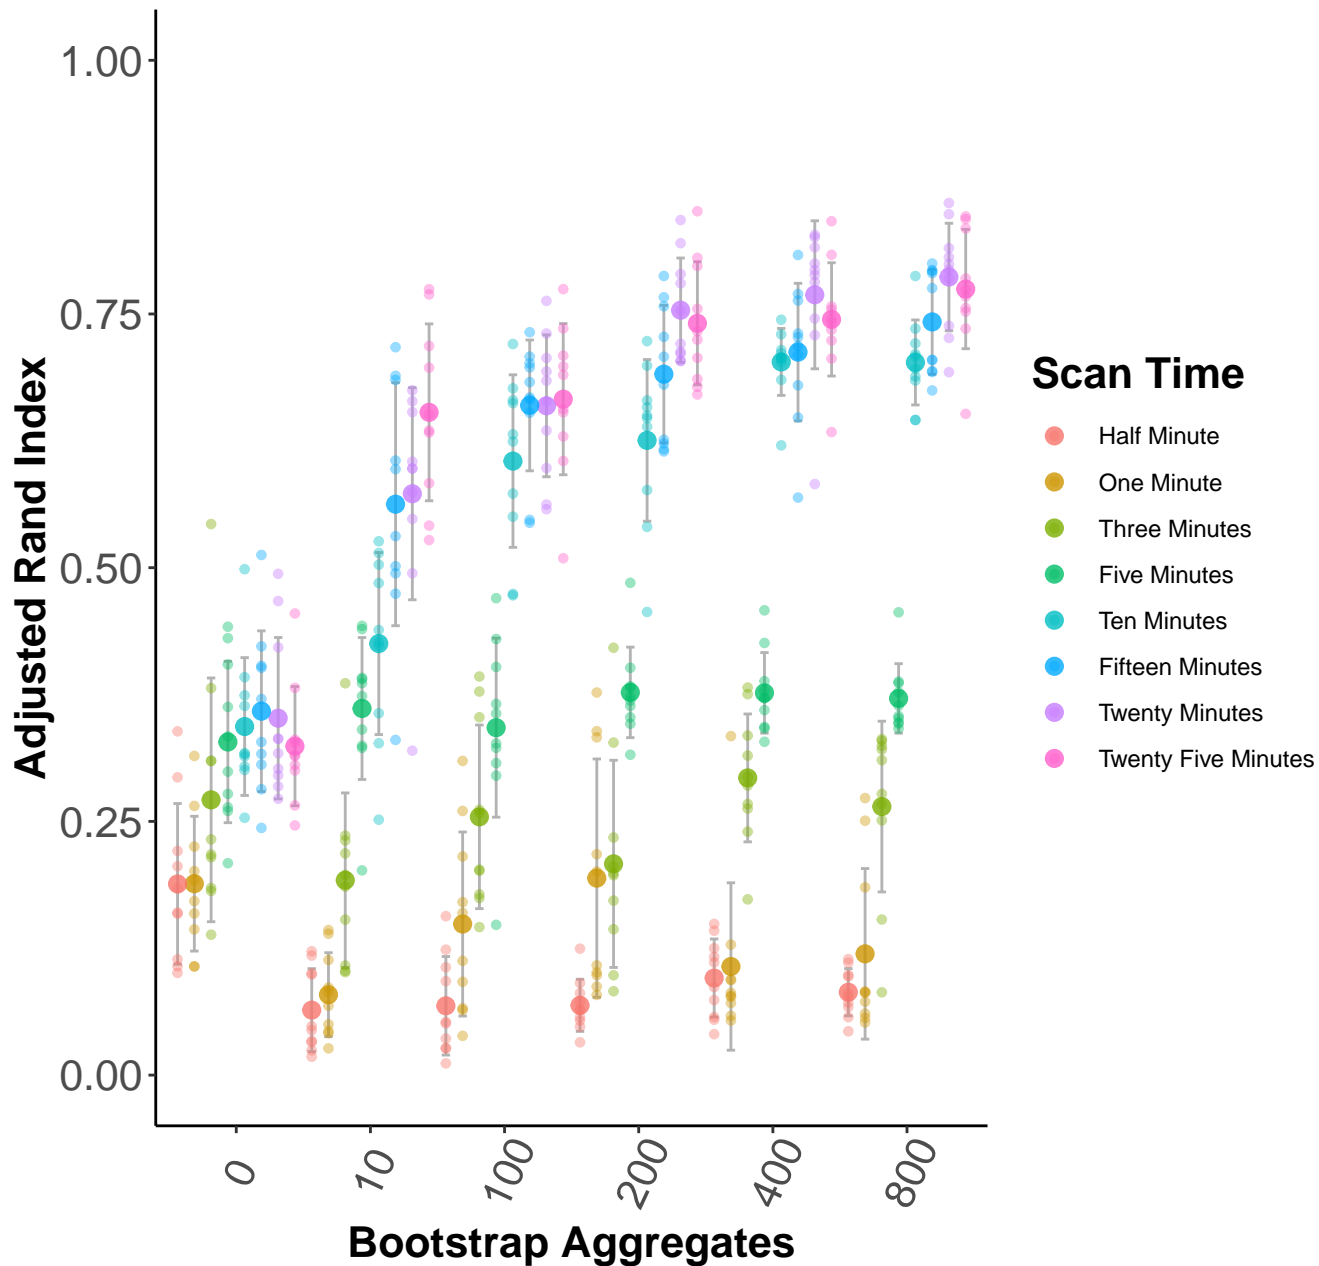 1.00
0.75
0.50
0.25
0.00
Adjusted Rand Index
0
10
100
200
400
800
Bootstrap Aggregates
Scan Time
Half Minute
One Minute
Three Minutes
Five Minutes
Ten Minutes
Fifteen Minutes
Twenty Minutes
Twenty Five Minutes